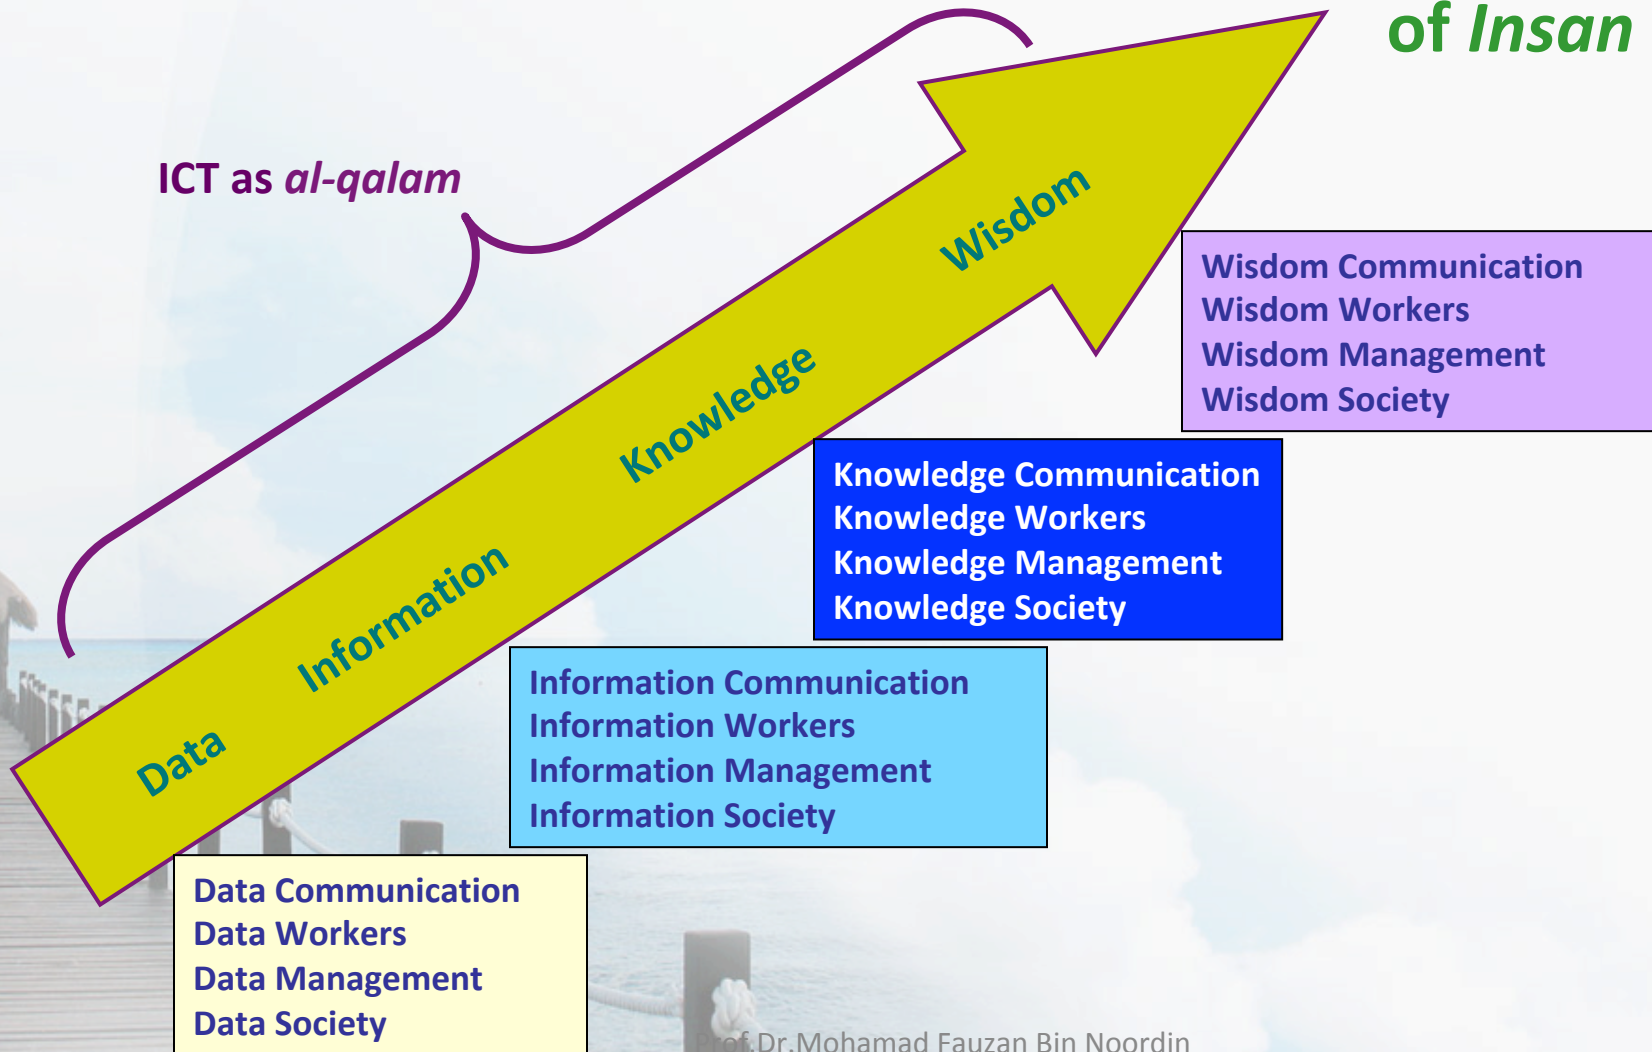 of Insan
ICT as al-qalam
Wisdom
Wisdom Communication
Wisdom Workers
Wisdom Management
Wisdom Society
Knowledge
Knowledge Communication
Knowledge Workers
Knowledge Management
Knowledge Society
Information
Information Communication
Information Workers
Information Management
Information Society
Data
Data Communication
Data Workers
Data Management
Data Society
Prof.Dr.Mohamad Fauzan Bin Noordin